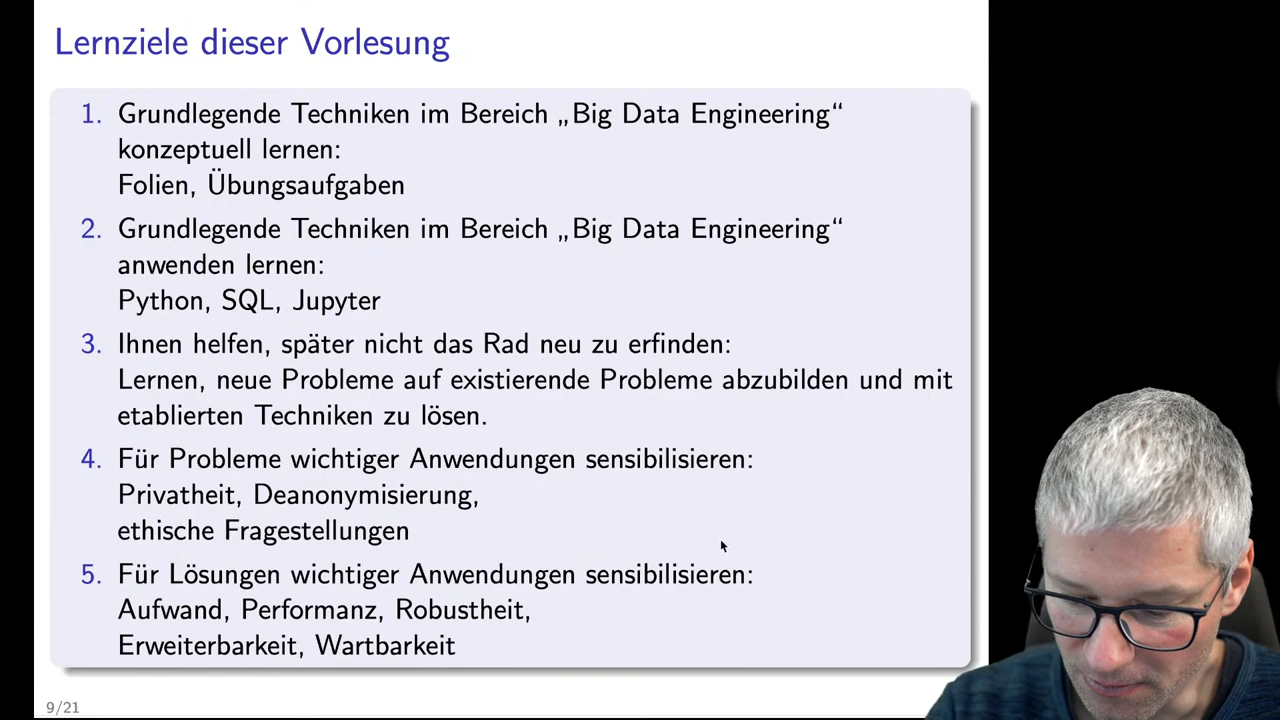 Lernziele dieser Vorlesung
1. Grundlegende Techniken im Bereich „Big Data Engineering“
konzeptuell lernen:
Folien, Übungsaufgaben
2. Grundlegende Techniken im Bereich „Big Data Engineering“
anwenden lernen:
Python, SQL, Jupyter
3. Ihnen helfen, später nicht das Rad neu zu erfinden:
Lernen, neue Probleme auf existierende Probleme abzubilden und mit
etablierten Techniken zu lösen.
4. Für Probleme wichtiger Anwendungen sensibilisieren:
Privatheit, Deanonymisierung,
ethische Fragestellungen
5. Für Lösungen wichtiger Anwendungen sensibilisieren:
Aufwand, Performanz, Robustheit,
Erweiterbarkeit, Wartbarkeit
9/21